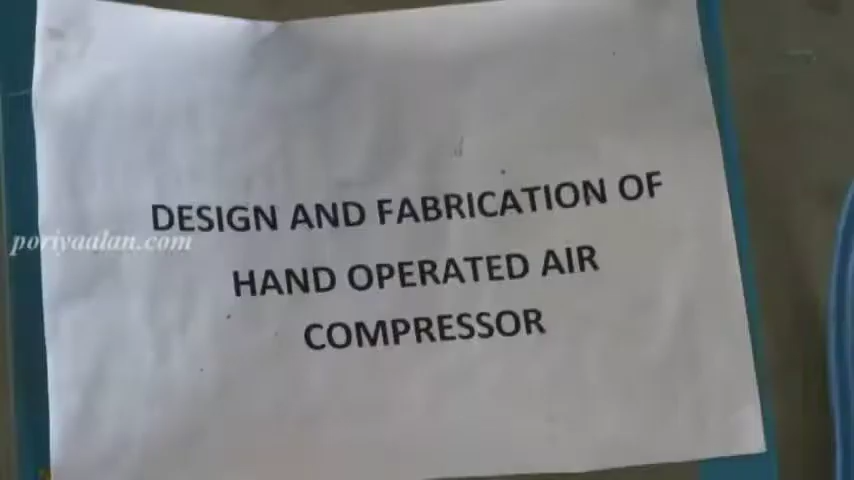 DESIGN AND FABRICATION OF
poriyaalan.com
HAND OPERATED AIR
COMPRESSOR